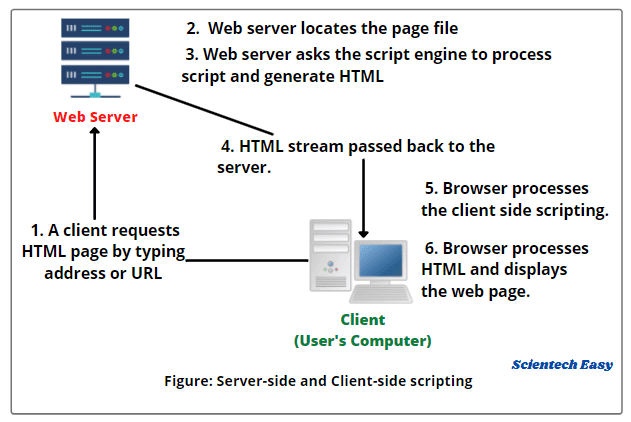 2. Web server locates the page file
3. Web server asks the script engine to process
script and generate HTML
Web Server
4. HTML stream passed back to the
server.
5. Browser processes
the client side scripting.
1. A client requests
HTML page by typing
address or URL
6. Browser processes
HTML and displays
the web page.
Client
(User's Computer)
Scientech Easy
Figure: Server-side and Client-side scripting